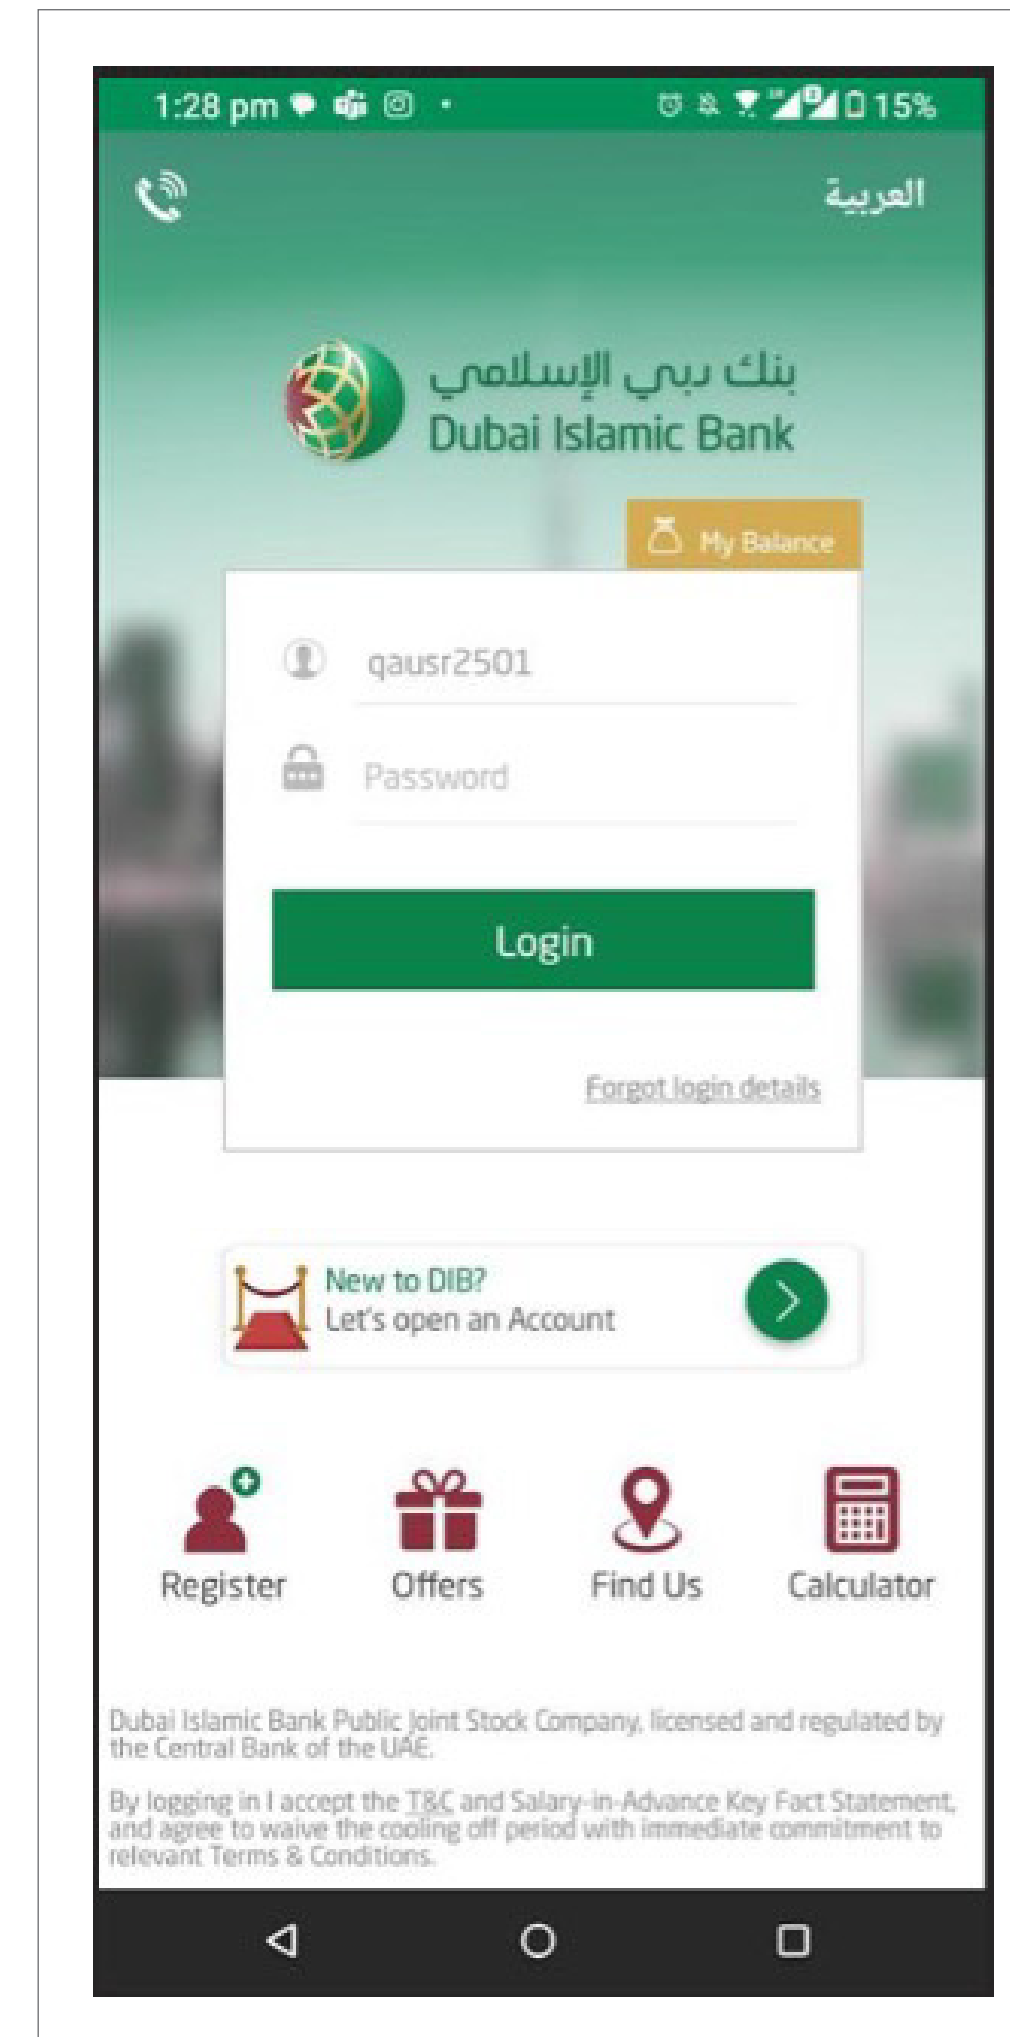 1:28 pm
15%
العربية
بنك دبي الإسلامي
Dubai Islamic Bank
My Balance
qausr2501
Password
Login
Forgot login details
New to DIB?
Let's open an Account
Register
Offers
Find Us
Calculator
Dubai Islamic Bank Public Joint Stock Company, licensed and regulated by
the Central Bank of the UAE.
By logging in I accept the T&C and Salary-in-Advance Key Fact Statement,
and agree to waive the cooling off period with immediate commitment to
relevant Terms & Conditions.